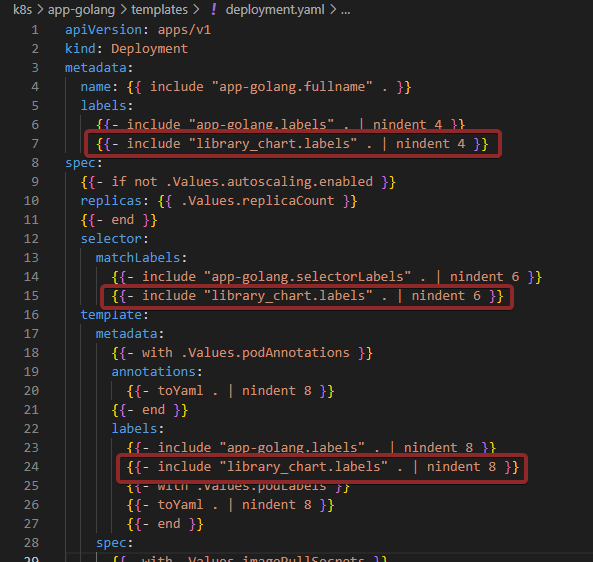 k8s > app-golang > templates > ! deployment.yaml > ...
1 apiVersion: apps/v1
2 kind: Deployment
3 metadata:
4   name: {{ include "app-golang.fullname" . }}
5   labels:
6     {{- include "app-golang.labels" . | nindent 4 }}
7     {{- include "library_chart.labels" . | nindent 4 }}
8 spec:
9   {{- if not .Values.autoscaling.enabled }}
10   replicas: {{ .Values.replicaCount }}
11   {{- end }}
12   selector:
13     matchLabels:
14       {{- include "app-golang.selectorLabels" . | nindent 6 }}
15       {{- include "library_chart.labels" . | nindent 6 }}
16   template:
17     metadata:
18       {{- with .Values.podAnnotations }}
19       annotations:
20         {{- toYaml . | nindent 8 }}
21       {{- end }}
22       labels:
23         {{- include "app-golang.labels" . | nindent 8 }}
24         {{- include "library_chart.labels" . | nindent 8 }}
25         {{- with .Values.podLabels }}
26         {{- toYaml . | nindent 8 }}
27         {{- end }}
28     spec:
29       {{- with .Values.imagePullSecrets }}